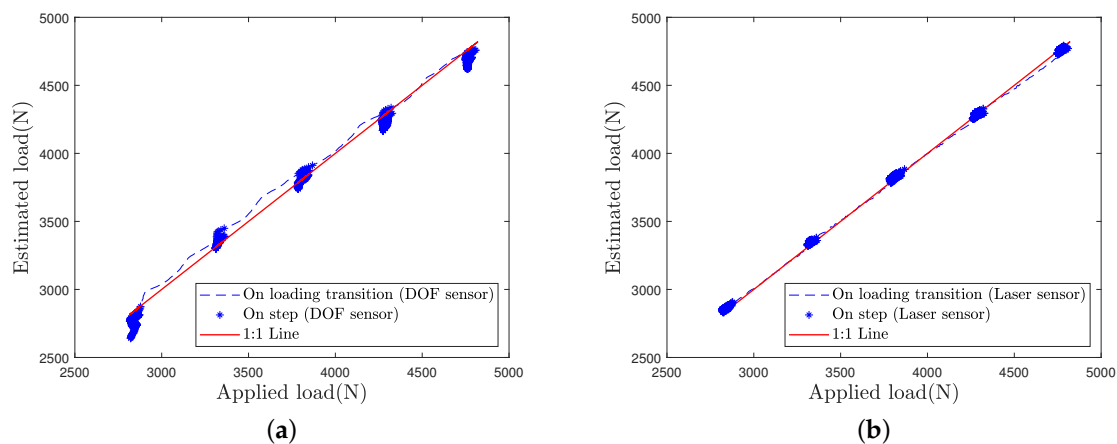 5000
4500
4000
3500
3000
2500
Estimated load(N)
2500 3000 3500 4000 4500 5000
Applied load(N)
On loading transition (DOF sensor)
On step (DOF sensor)
1:1 Line
(a)
5000
4500
4000
3500
3000
2500
Estimated load(N)
2500 3000 3500 4000 4500 5000
Applied load(N)
On loading transition (Laser sensor)
On step (Laser sensor)
1:1 Line
(b)